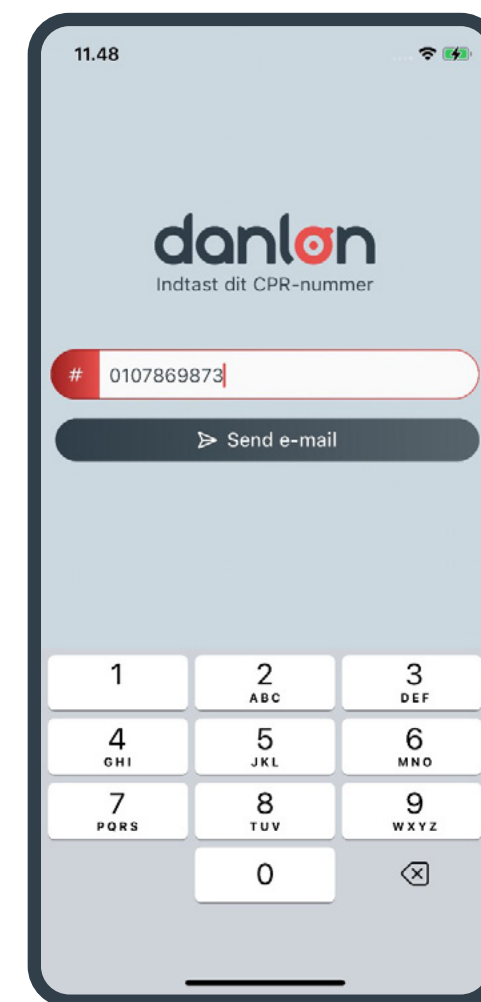 11.48
danløn
Indtast dit CPR-nummer
# 0107869873
Send e-mail
1 2 3
ABC DEF
4 5 6
GHI JKL MNO
7 8 9
PQRS TUV WXYZ
0